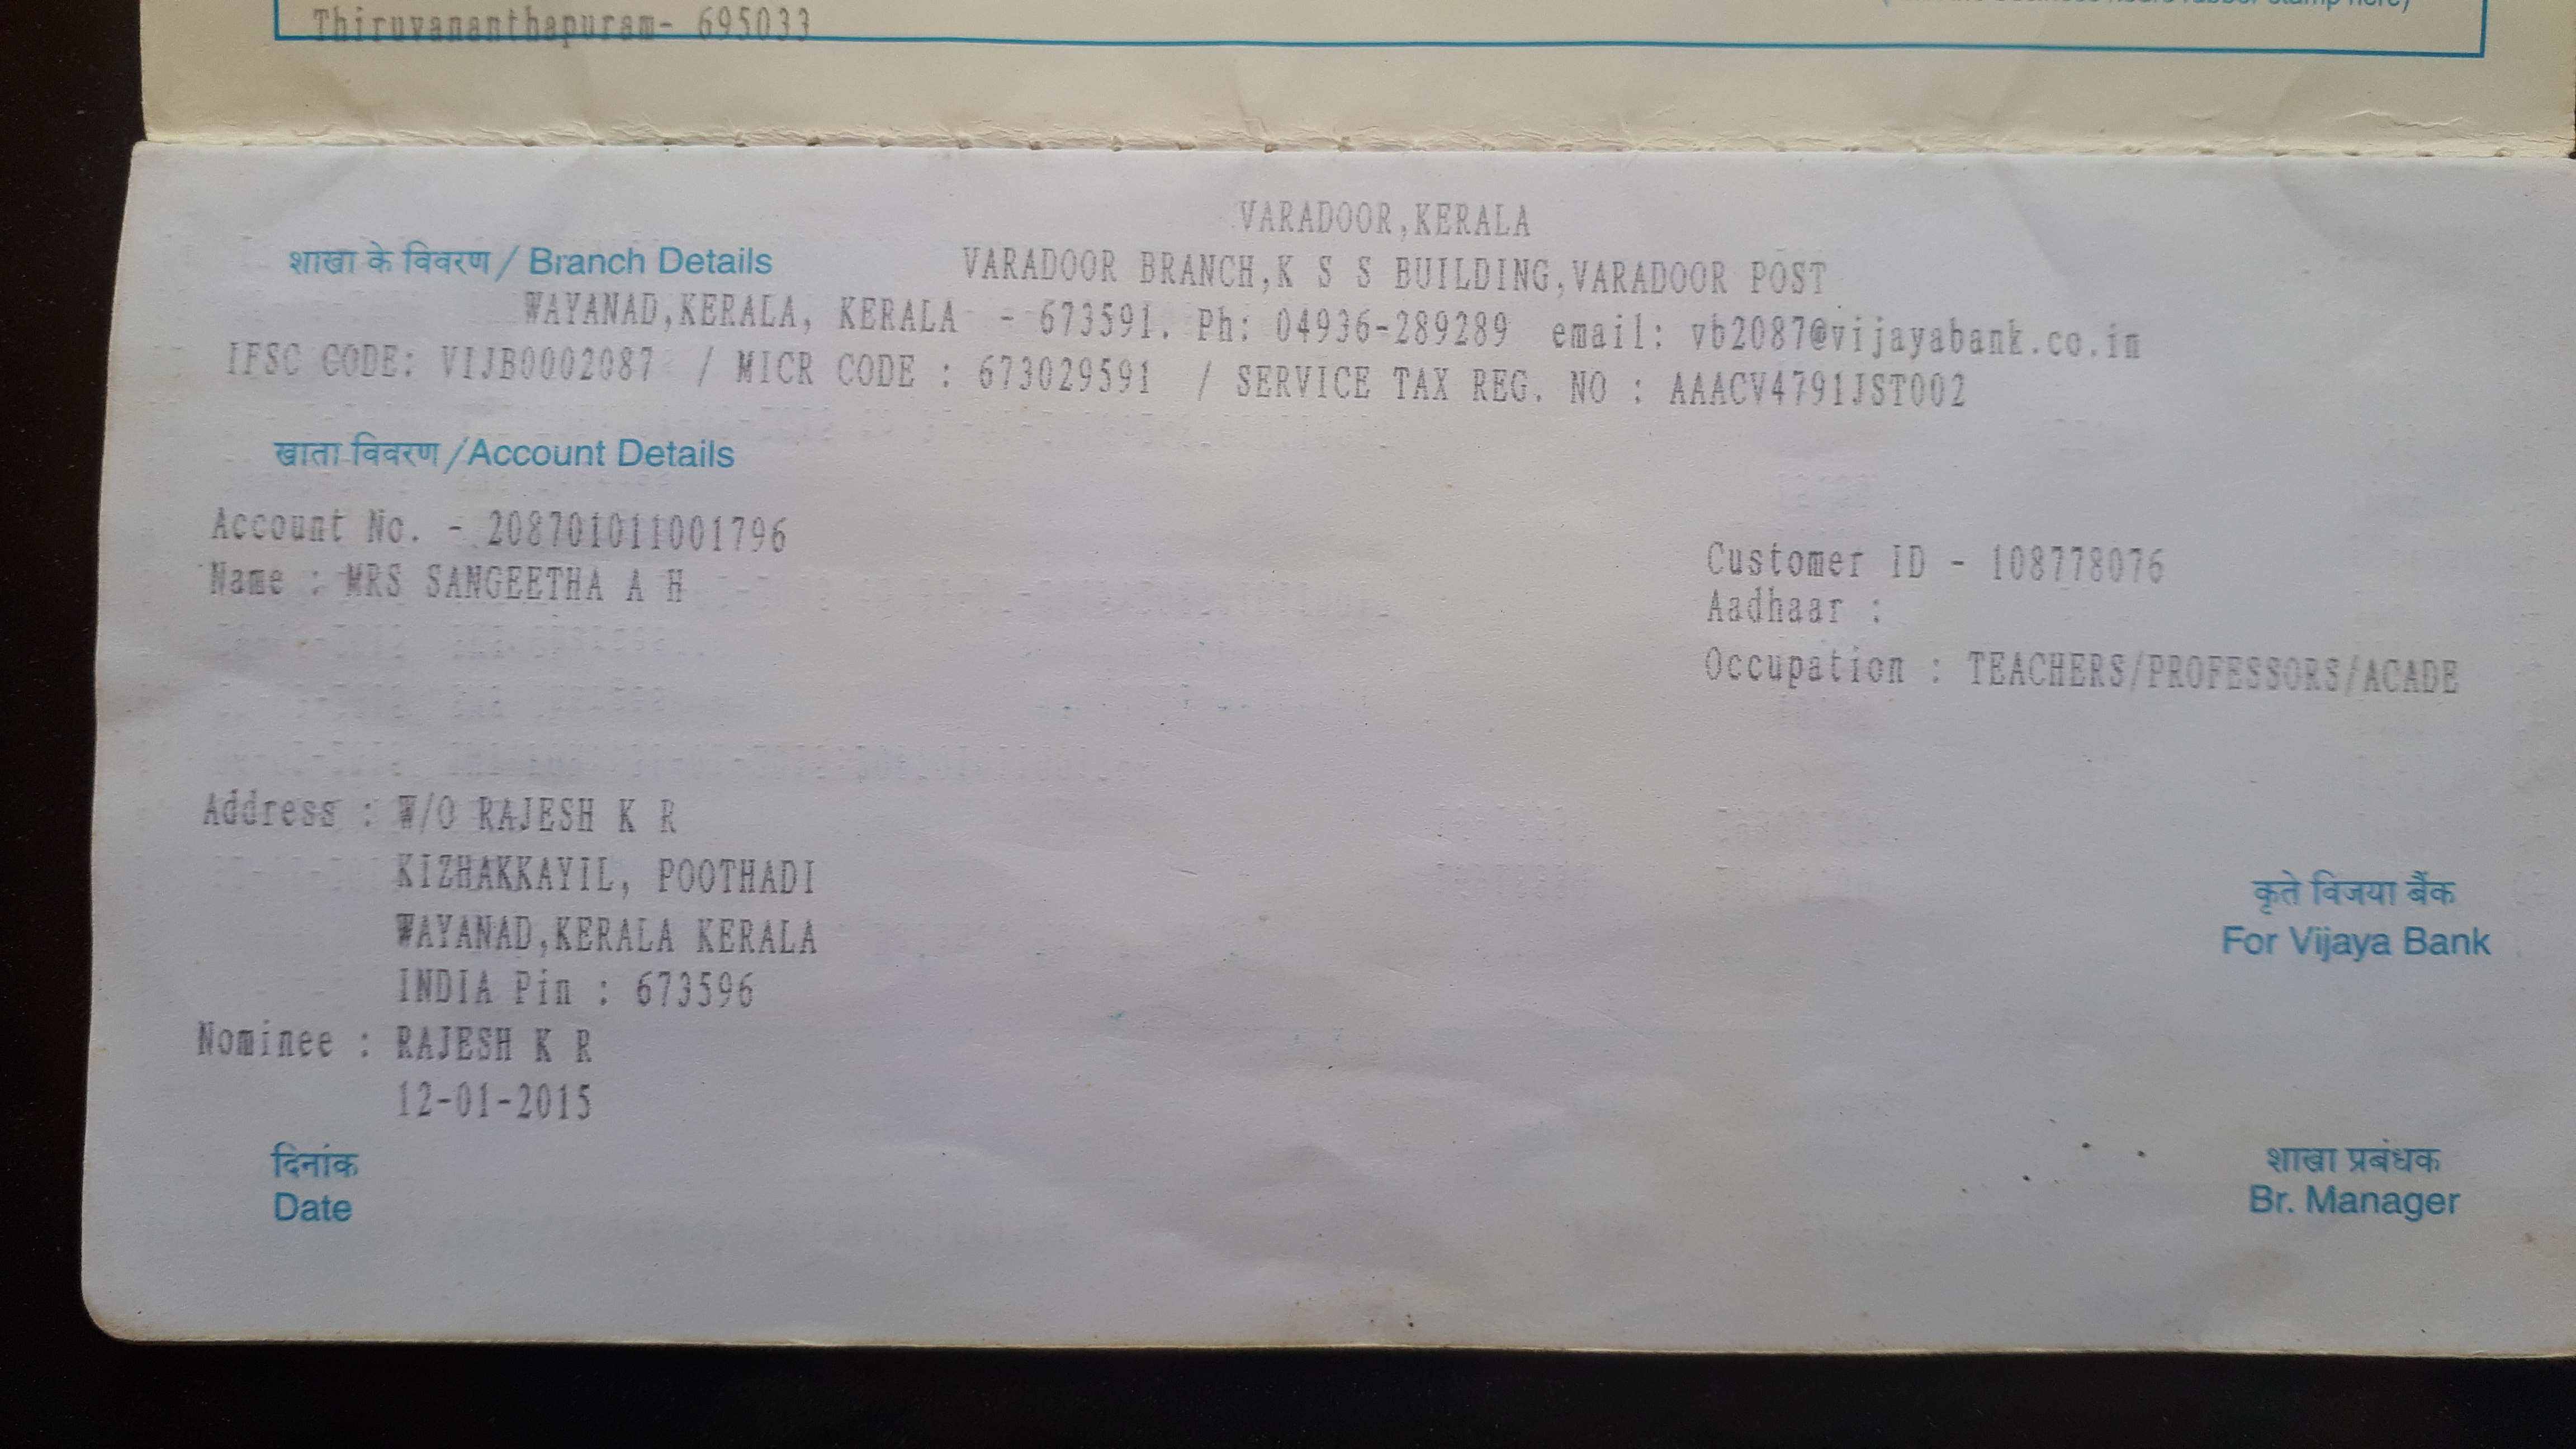 Thiruvananthapuram- 695033
VARADOOR,KERALA
शाखा के विवरण / Branch Details
VARADOOR BRANCH,K S S BUILDING,VARADOOR POST
WAYANAD,KERALA, KERALA - 673591. Ph: 04936-289289 email: vb2087@vijayabank.co.in
IFSC CODE: VIJB0002087 / MICR CODE : 673029591 / SERVICE TAX REG. NO : AAACV4791JST002
खाता विवरण /Account Details
Account No. - 208701011001796
Customer ID - 108778076
Name : MRS SANGEETHA A H
Aadhaar :
Occupation : TEACHERS/PROFESSORS/ACADE
Address : W/O RAJESH K R
KIZHAKKAYIL, POOTHADI
WAYANAD,KERALA KERALA
INDIA Pin : 673596
कृते विजया बैंक
For Vijaya Bank
Nominee : RAJESH K R
12-01-2015
दिनांक
Date
शाखा प्रबंधक
Br. Manager